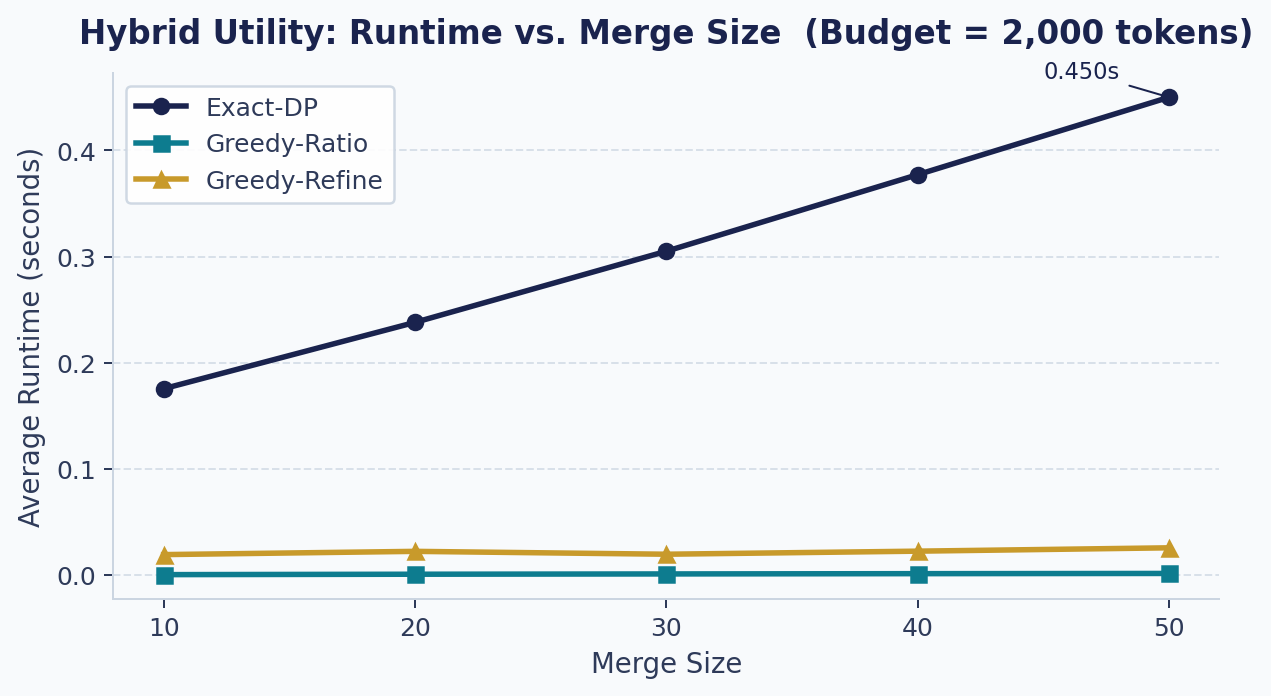 Hybrid Utility: Runtime vs. Merge Size  (Budget = 2,000 tokens)
0.450s
Exact-DP
Greedy-Ratio
Greedy-Refine
Average Runtime (seconds)
0.4
0.3
0.2
0.1
0.0
10 20 30 40 50
Merge Size